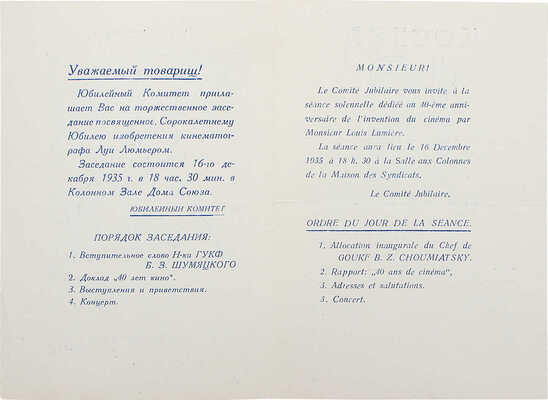 Уважаемый товарищ!
Юбилейный Комитет пригла-
шает Вас на торжественное засе-
дание посвященное, Сорокалетнему
Юбилею изобретения кинематог-
рафа Луи Люмьером.
Заседание состоится 16-го де-
кабря 1935 г. в 18 час. 30 мин. в
Колонном Зале Дома Союза.
ЮБИЛЕЙНЫЙ КОМИТЕТ
ПОРЯДОК ЗАСЕДАНИЯ:
1. Вступительное слово Н-ка ГУКФ
Б. З. ШУМЯЦКОГО
2. Доклад „40 лет кино“.
3. Выступления и приветствия.
4. Концерт.
MONSIEUR!
Le Comité Jubilaire vous invite à la
séance solennelle dédiée au 40-ème anni-
versaire de l'invention du cinéma par
Monsieur Louis Lumière.
La séance aura lieu le 16 Decembre
1935 à 18 h. 30 à la Salle aux Colonnes
de la Maison des Syndicats.
Le Comité Jubilaire.
ORDRE DU JOUR DE LA SEANCE.
1. Allocation inaugurale du Chef de
GOUKF B. Z. CHOUMIATSKY.
2. Rapport: „40 ans de cinéma“,
3. Adresses et salutations.
3. Concert.